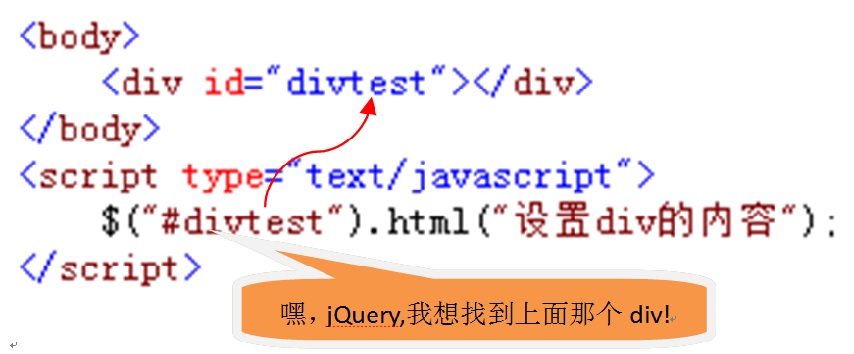 <body>
<div id="divtest"></div>
</body>
<script type="text/javascript">
$("#divtest").html("设置div的内容");
</script>
嘿，jQuery,我想找到上面那个 div!